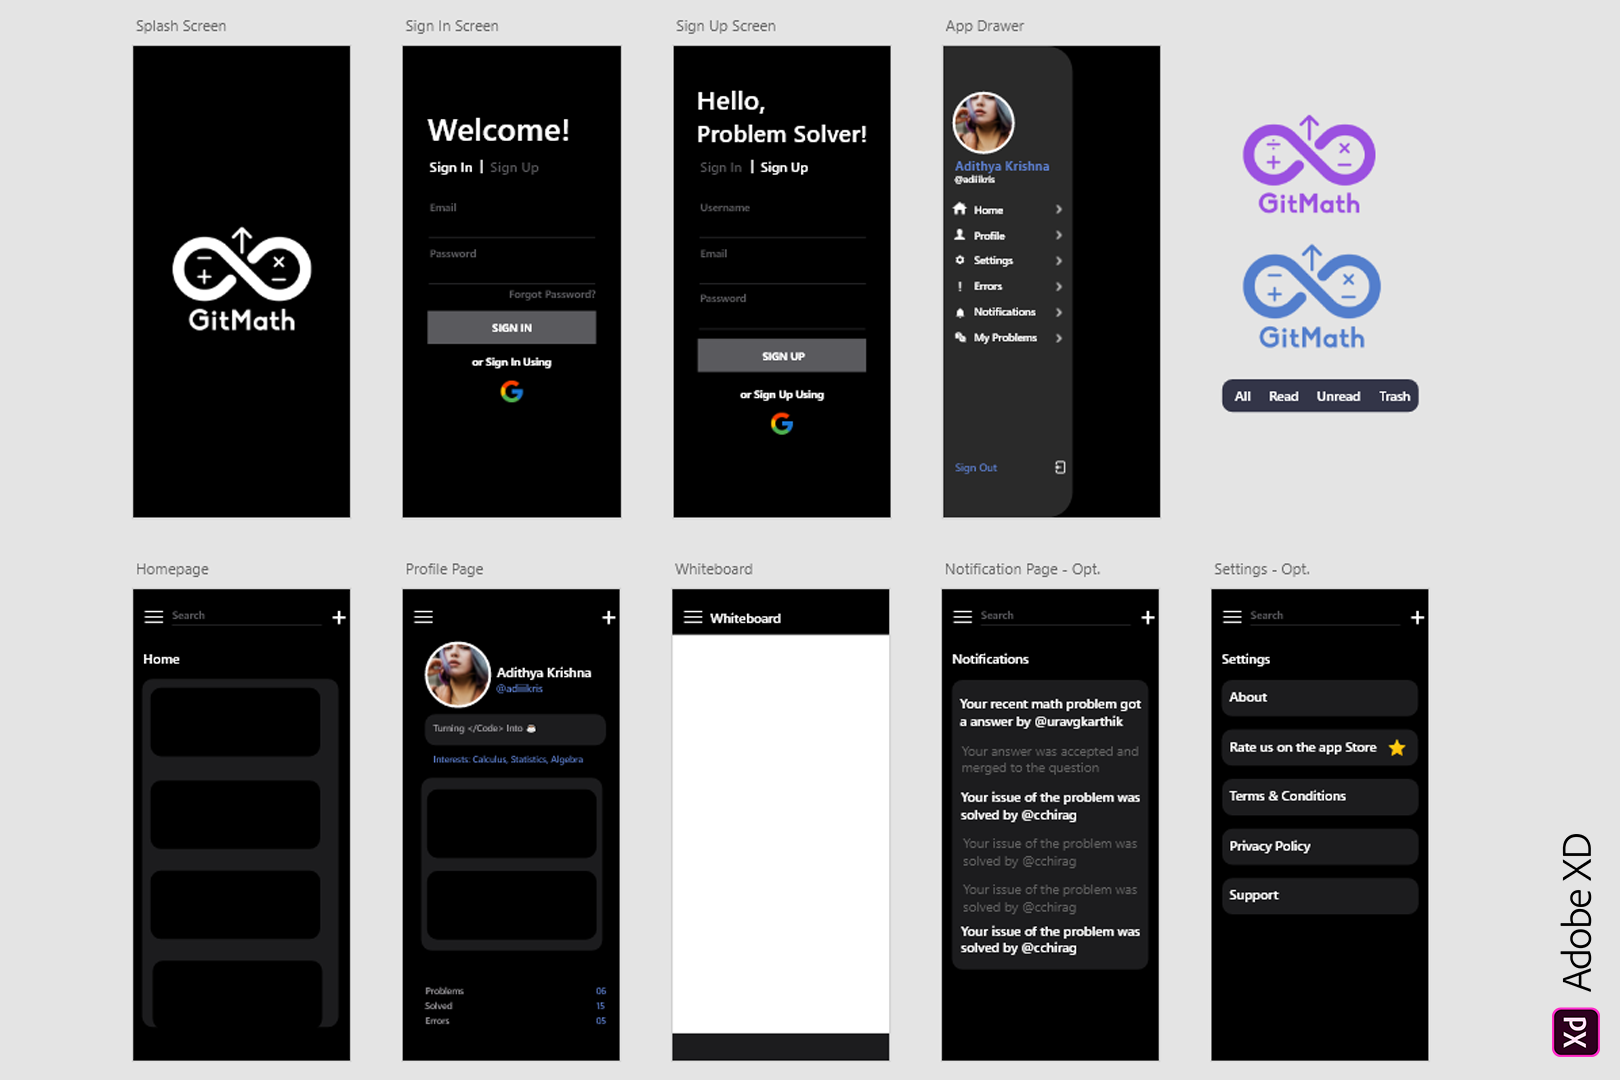 Splash Screen
GitMath
Sign In Screen
Welcome!
Sign In | Sign Up
Email
Password
Forgot Password?
SIGN IN
or Sign In Using
Sign Up Screen
Hello,
Problem Solver!
Sign In | Sign Up
Username
Email
Password
SIGN UP
or Sign Up Using
App Drawer
Adithya Krishna
Home
Profile
Settings
Errors
Notifications
My Problems
Sign Out
GitMath
GitMath
All Read Unread Trash
Homepage
Search
Home
Profile Page
Adithya Krishna
Turning </Code> Into ☕
Interests: Calculus, Statistics, Algebra
Problems 06
Solved 15
Errors 05
Whiteboard
Whiteboard
Notification Page - Opt.
Search
Notifications
Your recent math problem got
a answer by @uravgkarthik
Your answer was accepted and
merged to the question
Your issue of the problem was
solved by @cchirag
Your issue of the problem was
solved by @cchirag
Your issue of the problem was
solved by @cchirag
Your issue of the problem was
solved by @cchirag
Settings - Opt.
Search
Settings
About
Rate us on the app Store ⭐
Terms & Conditions
Privacy Policy
Support
Adobe XD